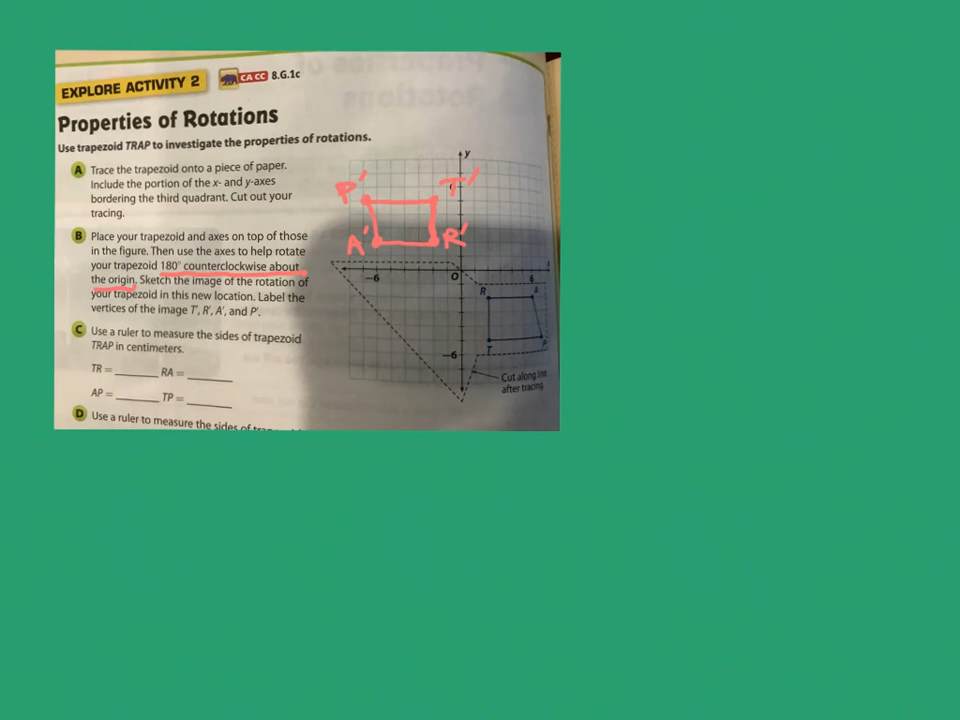 EXPLORE ACTIVITY 2
CA CC 8.G.1c
Properties of Rotations
Use trapezoid TRAP to investigate the properties of rotations.
A Trace the trapezoid onto a piece of paper.
Include the portion of the x- and y-axes
bordering the third quadrant. Cut out your
tracing.
B Place your trapezoid and axes on top of those
in the figure. Then use the axes to help rotate
your trapezoid 180° counterclockwise about
the origin. Sketch the image of the rotation of
your trapezoid in this new location. Label the
vertices of the image T′, R′, A′, and P′.
C Use a ruler to measure the sides of trapezoid
TRAP in centimeters.
TR = ______ RA = ______
AP = ______ TP = ______
D Use a ruler to measure the sides of
y
P′ T′
A′ R′
-6 O 6
R A
-6 T P
Cut along line
after tracing